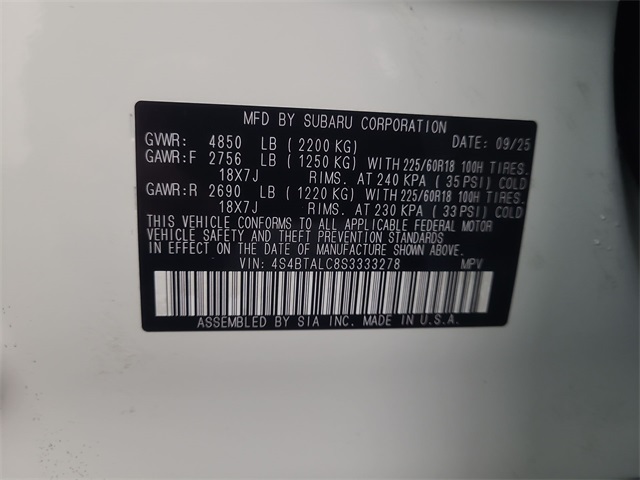 MFD BY SUBARU CORPORATION
GVWR: 4850 LB (2200 KG) DATE: 09/25
GAWR:F 2756 LB (1250 KG) WITH 225/60R18 100H TIRES.
18X7J RIMS. AT 240 KPA (35 PSI) COLD
GAWR:R 2690 LB (1220 KG) WITH 225/60R18 100H TIRES.
18X7J RIMS. AT 230 KPA (33 PSI) COLD
THIS VEHICLE CONFORMS TO ALL APPLICABLE FEDERAL MOTOR
VEHICLE SAFETY AND THEFT PREVENTION STANDARDS
IN EFFECT ON THE DATE OF MANUFACTURE SHOWN ABOVE.
VIN: 4S4BTALC8S3333278 MPV
ASSEMBLED BY SIA INC. MADE IN U.S.A.